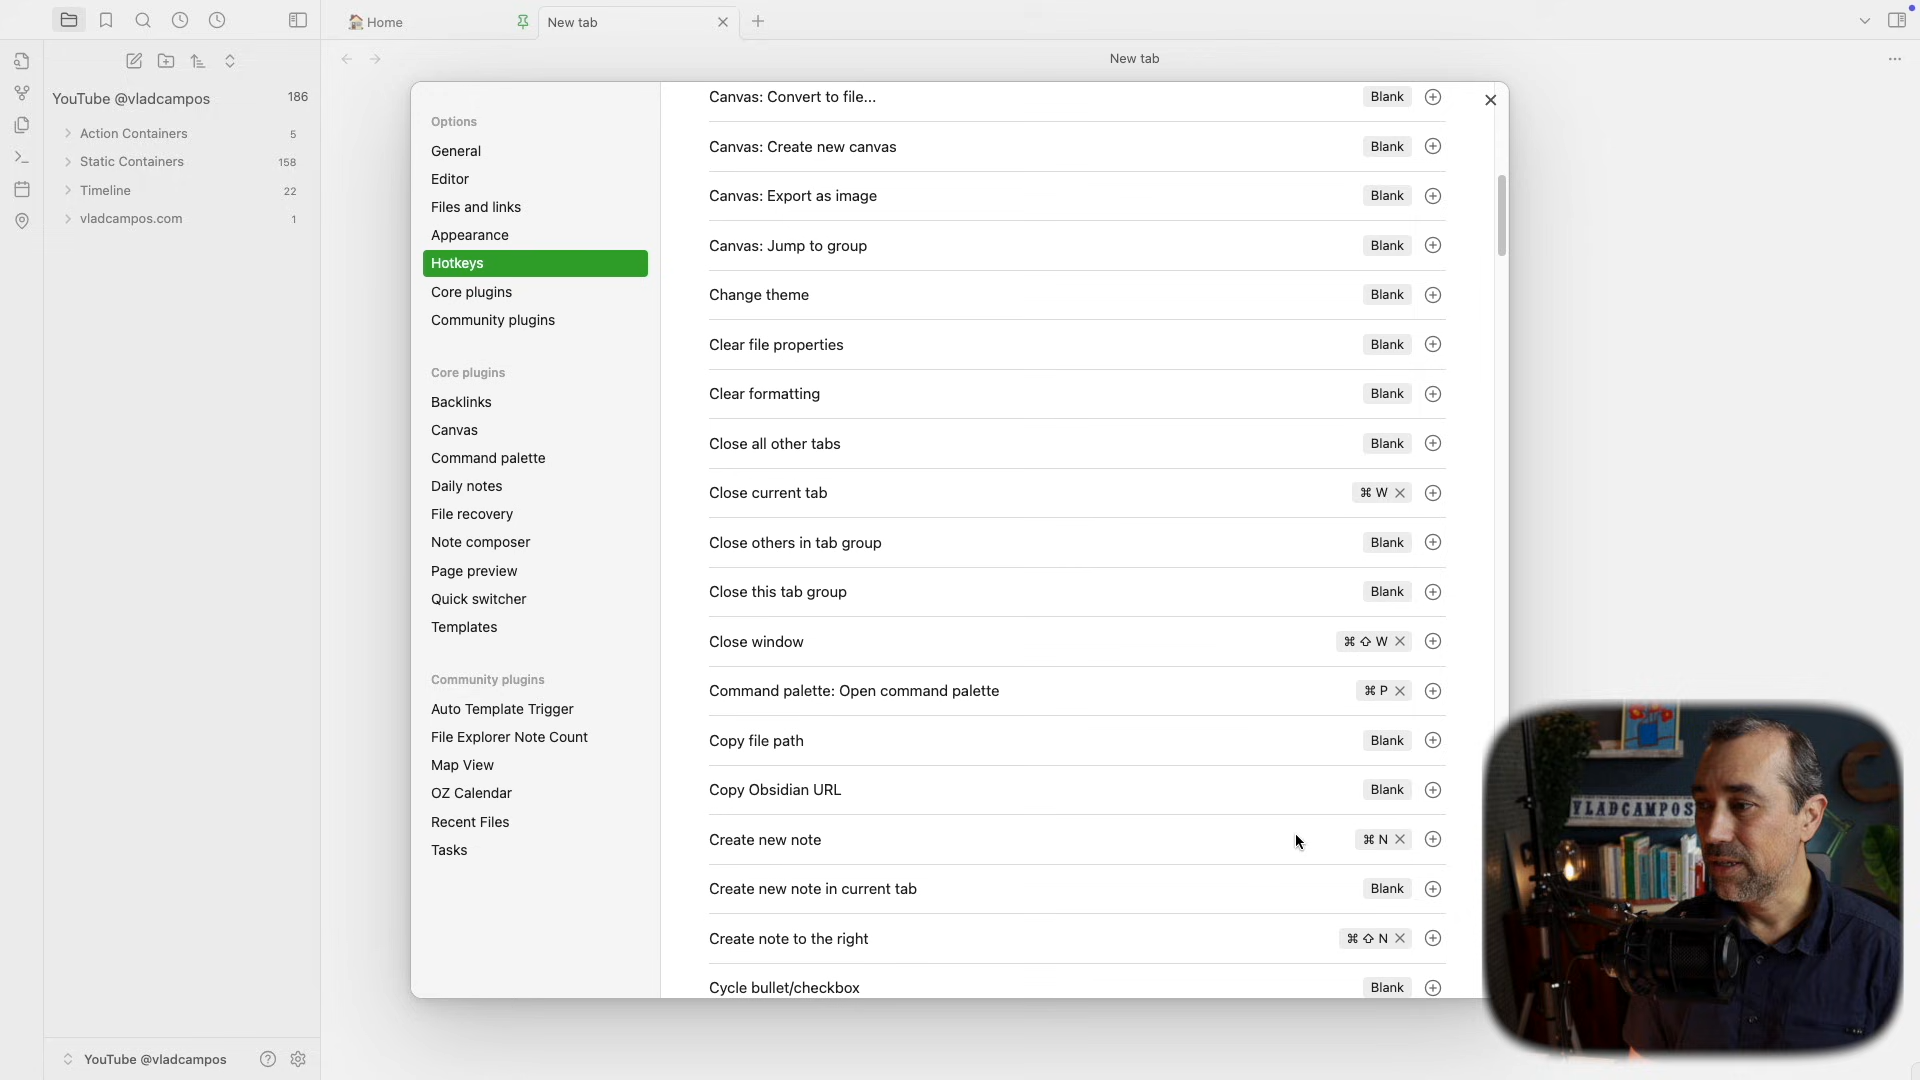 Home
New tab
New tab
YouTube @vladcampos 186
Action Containers 5
Static Containers 158
Timeline 22
vladcampos.com 1
YouTube @vladcampos
Options
General
Editor
Files and links
Appearance
Hotkeys
Core plugins
Community plugins
Core plugins
Backlinks
Canvas
Command palette
Daily notes
File recovery
Note composer
Page preview
Quick switcher
Templates
Community plugins
Auto Template Trigger
File Explorer Note Count
Map View
OZ Calendar
Recent Files
Tasks
Canvas: Convert to file... Blank
Canvas: Create new canvas Blank
Canvas: Export as image Blank
Canvas: Jump to group Blank
Change theme Blank
Clear file properties Blank
Clear formatting Blank
Close all other tabs Blank
Close current tab ⌘ W
Close others in tab group Blank
Close this tab group Blank
Close window ⌘ ⇧ W
Command palette: Open command palette ⌘ P
Copy file path Blank
Copy Obsidian URL Blank
Create new note ⌘ N
Create new note in current tab Blank
Create note to the right ⌘ ⇧ N
Cycle bullet/checkbox Blank
VLADCAMPOS